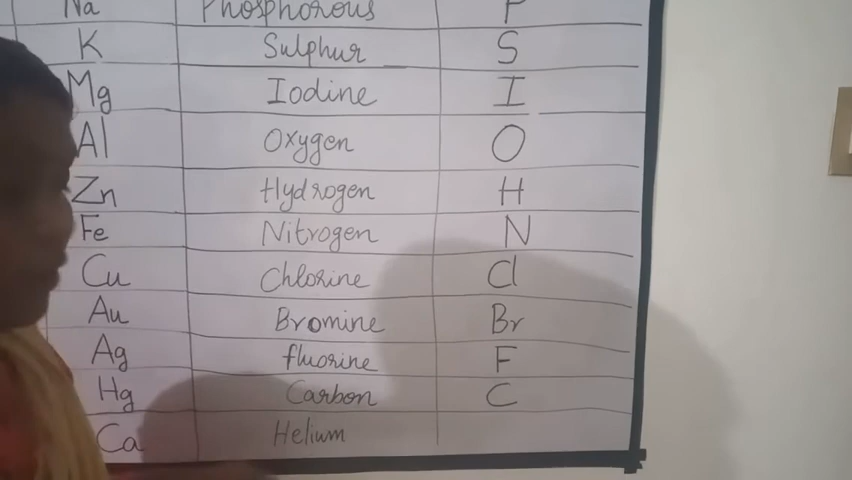 Na Phosphorous P
K Sulphur S
Mg Iodine I
Al Oxygen O
Zn Hydrogen H
Fe Nitrogen N
Cu Chlorine Cl
Au Bromine Br
Ag fluorine F
Hg Carbon C
Ca Helium